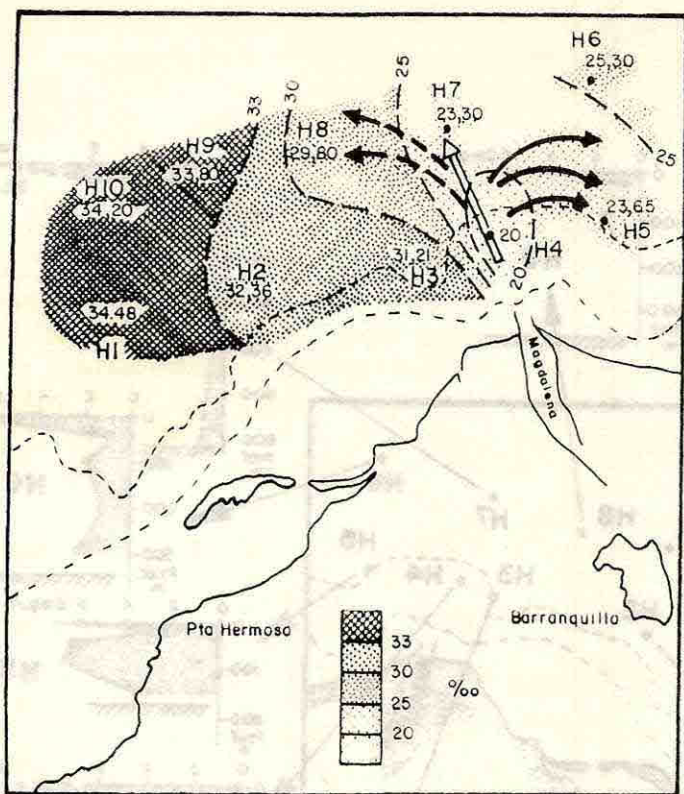 H6
25,30
25
H7
23,30
33
30
H8
29,80
H9
33,80
H10
34,20
25
23,65
H5
20
H4
20
31,21
H3
H2
32,36
34.48
H1
Magdalena
Pta Hermosa
Barranquilla
33
30
25
20
‰